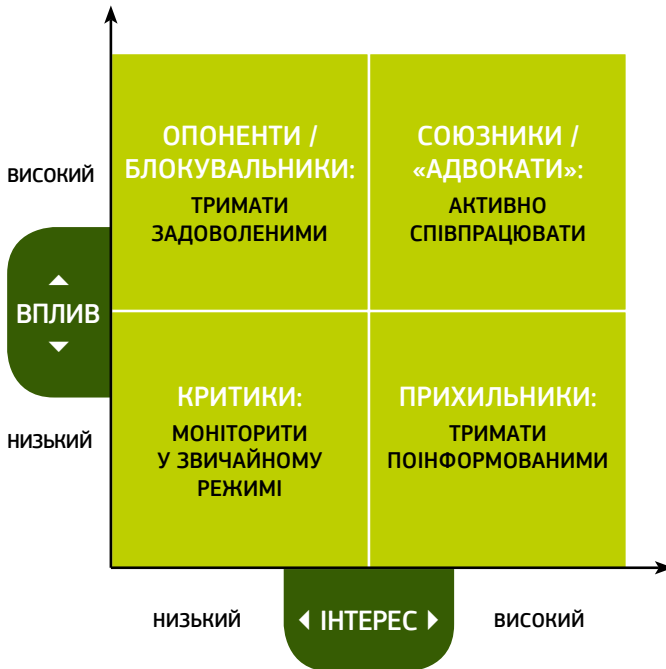 ОПОНЕНТИ /
БЛОКУВАЛЬНИКИ:
ТРИМАТИ
ЗАДОВОЛЕНИМИ
СОЮЗНИКИ /
«АДВОКАТИ»:
АКТИВНО
СПІВПРАЦЮВАТИ
ВИСОКИЙ
ВПЛИВ
НИЗЬКИЙ
КРИТИКИ:
МОНІТОРИТИ
У ЗВИЧАЙНОМУ
РЕЖИМІ
ПРИХИЛЬНИКИ:
ТРИМАТИ
ПОІНФОРМОВАНИМИ
НИЗЬКИЙ
ІНТЕРЕС
ВИСОКИЙ